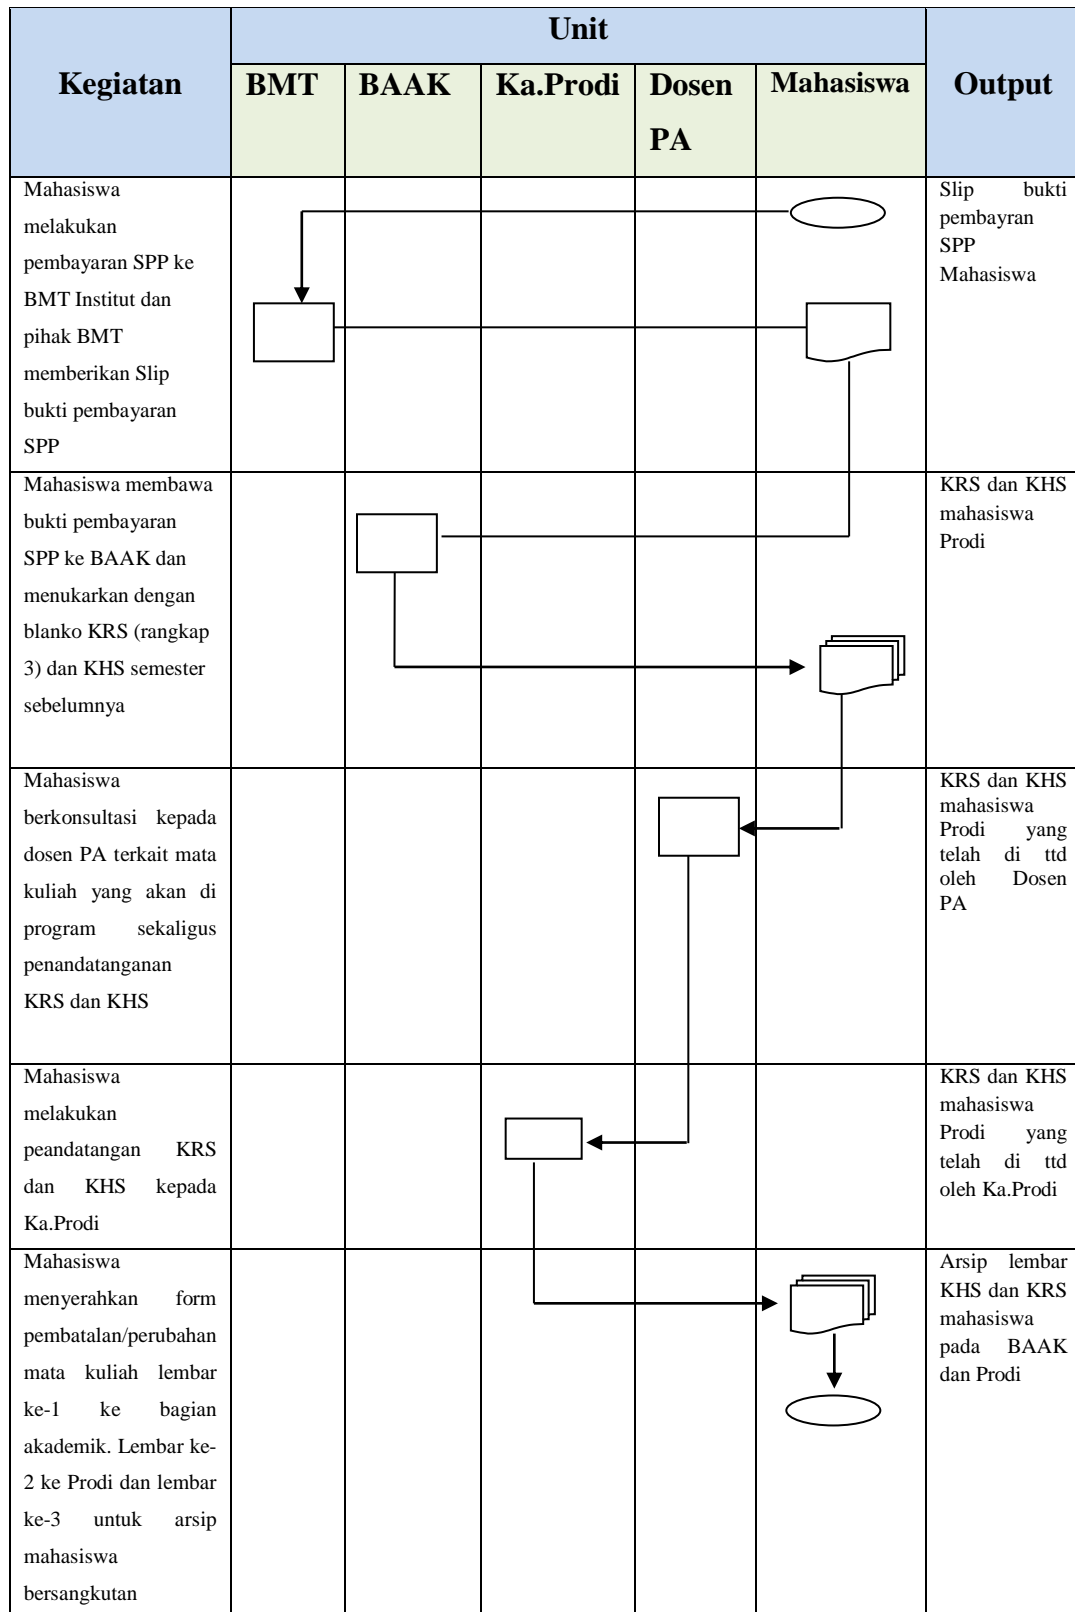 Kegiatan
Unit
Output
BMT
BAAK
Ka.Prodi
Dosen
PA
Mahasiswa
Mahasiswa
melakukan
pembayaran SPP ke
BMT Institut dan
pihak BMT
memberikan Slip
bukti pembayaran
SPP
Slip bukti
pembayran
SPP
Mahasiswa
Mahasiswa membawa
bukti pembayaran
SPP ke BAAK dan
menukarkan dengan
blanko KRS (rangkap
3) dan KHS semester
sebelumnya
KRS dan KHS
mahasiswa
Prodi
Mahasiswa
berkonsultasi kepada
dosen PA terkait mata
kuliah yang akan di
program sekaligus
penandatanganan
KRS dan KHS
KRS dan KHS
mahasiswa
Prodi yang
telah di ttd
oleh Dosen
PA
Mahasiswa
melakukan
peandatangan KRS
dan KHS kepada
Ka.Prodi
KRS dan KHS
mahasiswa
Prodi yang
telah di ttd
oleh Ka.Prodi
Mahasiswa
menyerahkan form
pembatalan/perubahan
mata kuliah lembar
ke-1 ke bagian
akademik. Lembar ke-
2 ke Prodi dan lembar
ke-3 untuk arsip
mahasiswa
bersangkutan
Arsip lembar
KHS dan KRS
mahasiswa
pada BAAK
dan Prodi